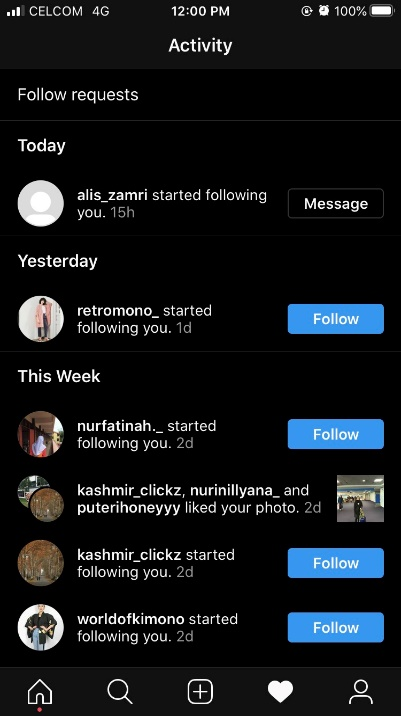 CELCOM 4G 12:00 PM 100%
Activity
Follow requests
Today
alis_zamri started following
you. 15h
Message
Yesterday
retromono_ started
following you. 1d
Follow
This Week
nurfatinah._ started
following you. 2d
Follow
kashmir_clickz, nurinillyana_ and
puterihoneyyy liked your photo. 2d
kashmir_clickz started
following you. 2d
Follow
worldofkimono started
following you. 2d
Follow